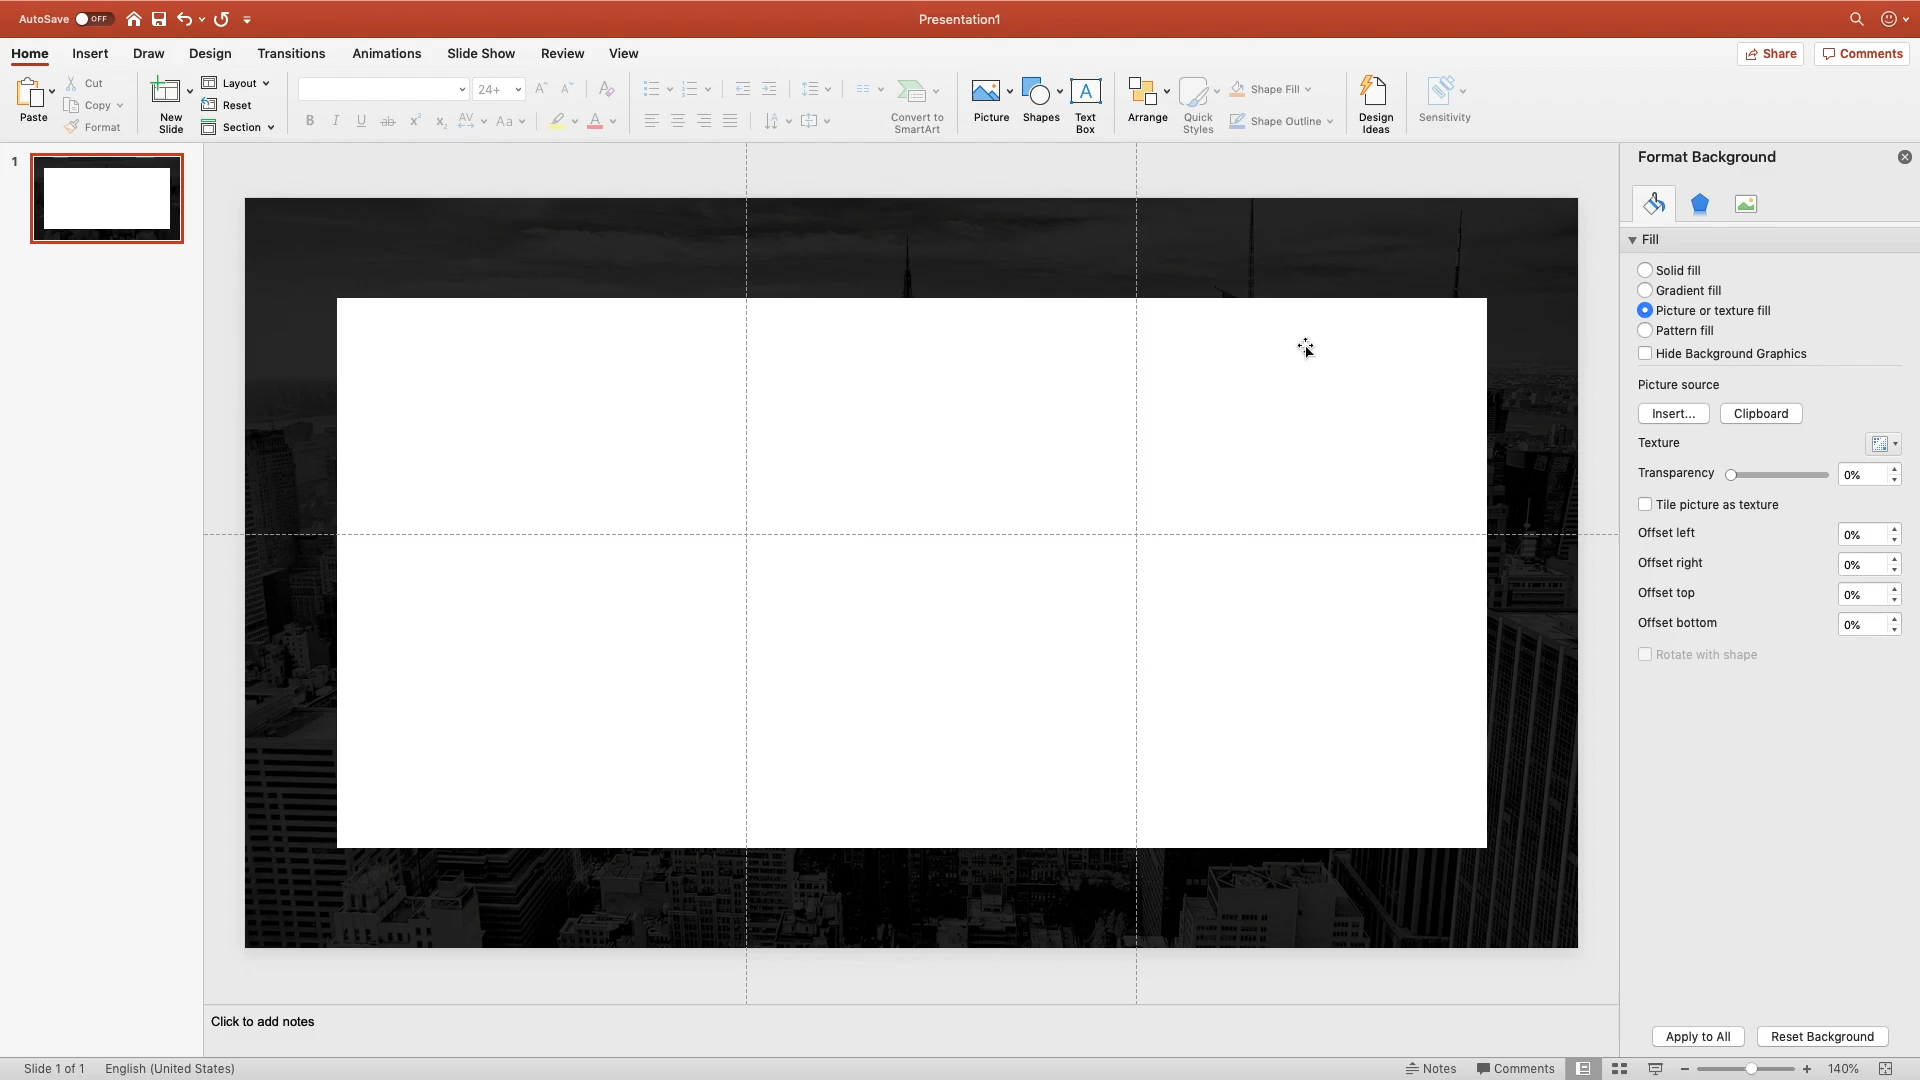 AutoSave OFF
Presentation1
Home Insert Draw Design Transitions Animations Slide Show Review View
Share Comments
Paste
Cut
Copy
Format
New Slide
Layout
Reset
Section
24+
B I U ab x² x₂ AV Aa
A
Convert to SmartArt
Picture
Shapes
Text Box
Arrange
Quick Styles
Shape Fill
Shape Outline
Design Ideas
Sensitivity
1
Format Background
Fill
Solid fill
Gradient fill
Picture or texture fill
Pattern fill
Hide Background Graphics
Picture source
Insert... Clipboard
Texture
Transparency 0%
Tile picture as texture
Offset left 0%
Offset right 0%
Offset top 0%
Offset bottom 0%
Rotate with shape
Apply to All Reset Background
Click to add notes
Slide 1 of 1 English (United States) Notes Comments 140%